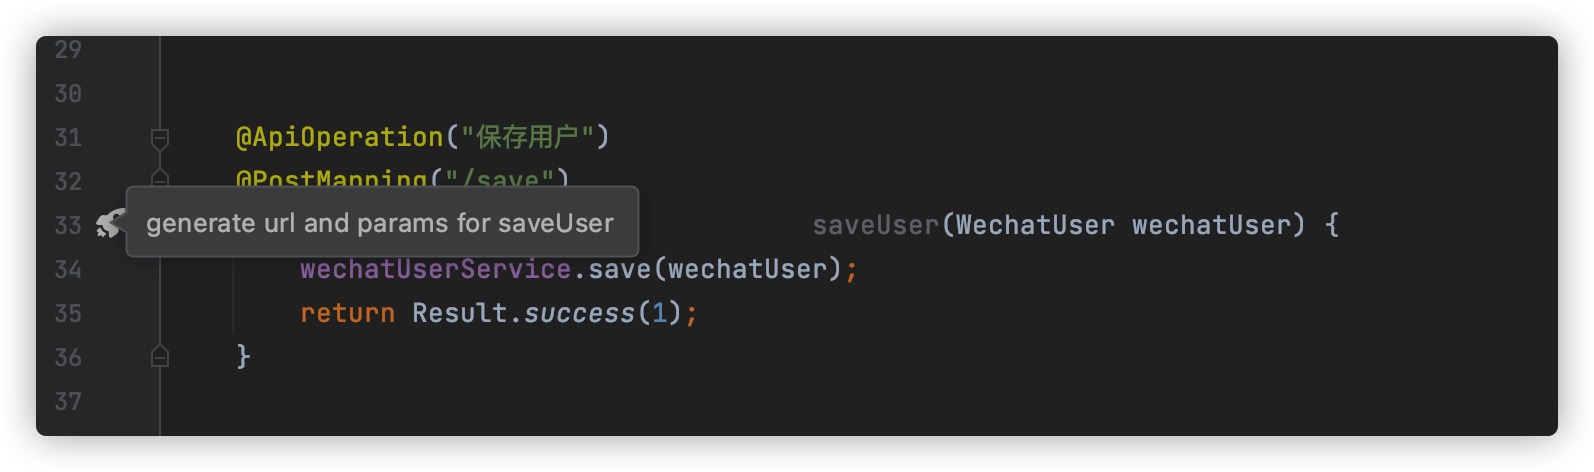 29
30
31 @ApiOperation("保存用户")
32 @PostMapping("/save")
33 generate url and params for saveUser saveUser(WechatUser wechatUser) {
34 wechatUserService.save(wechatUser);
35 return Result.success(1);
36 }
37